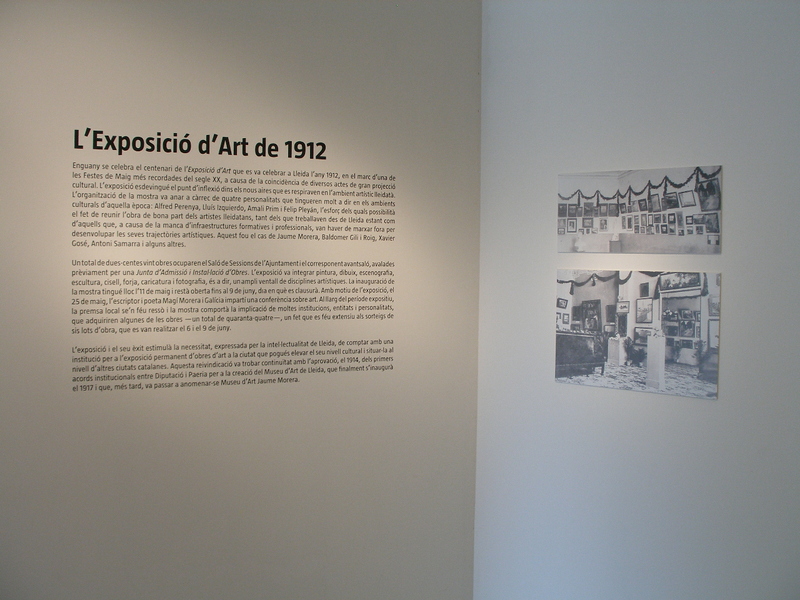 L'Exposició d'Art de 1912
Enguany se celebra el centenari de l'Exposició d'Art que es va celebrar a Lleida l'any 1912, en el marc d'una de
les Festes de Maig més recordades del segle XX, a causa de la coincidència de diversos actes de gran projecció
cultural. L'exposició esdevingué el punt d'inflexió dins els nous aires que es respiraven en l'ambient artístic lleidatà.
L'organització de la mostra va anar a càrrec de quatre personalitats que tingueren molt a dir en els ambients
culturals d'aquella època: Alfred Perenya, Lluís Izquierdo, Amali Prim i Felip Pleyán, l'esforç dels quals possibilità
el fet de reunir l'obra de bona part dels artistes lleidatans, tant dels que treballaven des de Lleida estant com
d'aquells que, a causa de la manca d'infraestructures formatives i professionals, van haver de marxar fora per
desenvolupar les seves trajectòries artístiques. Aquest fou el cas de Jaume Morera, Baldomer Gili i Roig, Xavier
Gosé, Antoni Samarra i alguns altres.
Un total de dues-centes vint obres ocuparen el Saló de Sessions de l'Ajuntament i el corresponent avantsaló, avalades
prèviament per una Junta d'Admissió i Instal·lació d'Obres. L'exposició va integrar pintura, dibuix, escenografia,
escultura, cisell, forja, caricatura i fotografia, és a dir, un ampli ventall de disciplines artístiques. La inauguració de
la mostra tingué lloc l'11 de maig i restà oberta fins al 9 de juny, dia en què es clausurà. Amb motiu de l'exposició, el
25 de maig, l'escriptor i poeta Magí Morera i Galícia impartí una conferència sobre art. Al llarg del període expositiu,
la premsa local se'n féu ressò i la mostra comportà la implicació de moltes institucions, entitats i personalitats,
que adquiriren algunes de les obres —un total de quaranta-quatre—, un fet que es féu extensiu als sorteigs de
sis lots d'obra, que es van realitzar el 6 i el 9 de juny.
L'exposició i el seu èxit estimulà la necessitat, expressada per la intel·lectualitat de Lleida, de comptar amb una
institució per a l'exposició permanent d'obres d'art a la ciutat que pogués elevar el seu nivell cultural i situar-la al
nivell d'altres ciutats catalanes. Aquesta reivindicació va trobar continuïtat amb l'aprovació, el 1914, dels primers
acords institucionals entre Diputació i Paeria per a la creació del Museu d'Art de Lleida, que finalment s'inaugurà
el 1917 i que, més tard, va passar a anomenar-se Museu d'Art Jaume Morera.